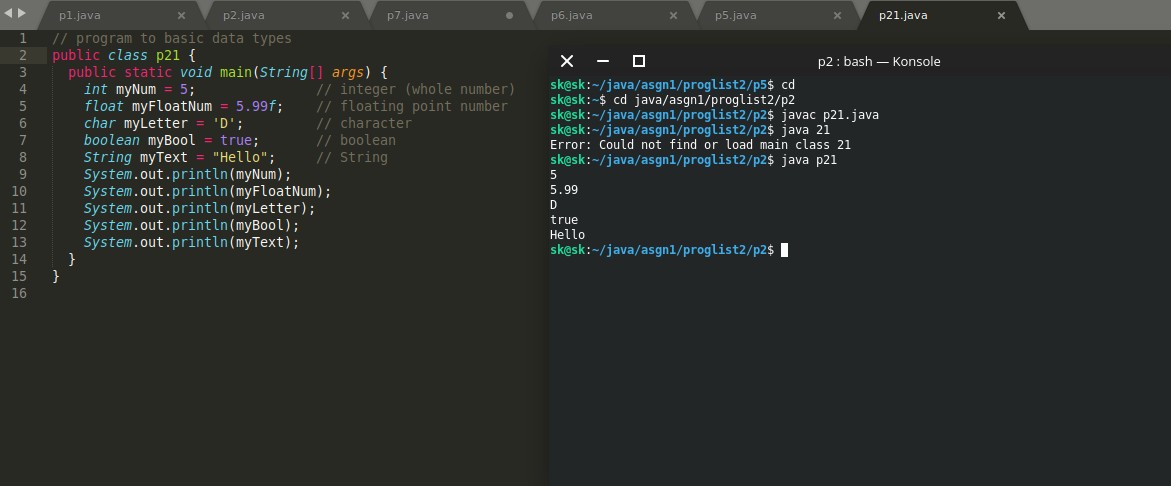 p1.java × p2.java × p7.java p6.java × p5.java × p21.java ×
1 // program to basic data types
2 public class p21 {
3 public static void main(String[] args) {
4 int myNum = 5; // integer (whole number)
5 float myFloatNum = 5.99f; // floating point number
6 char myLetter = 'D'; // character
7 boolean myBool = true; // boolean
8 String myText = "Hello"; // String
9 System.out.println(myNum);
10 System.out.println(myFloatNum);
11 System.out.println(myLetter);
12 System.out.println(myBool);
13 System.out.println(myText);
14 }
15 }
16
p2 : bash — Konsole
sk@sk:~/java/asgn1/proglist2/p5$ cd
sk@sk:~$ cd java/asgn1/proglist2/p2
sk@sk:~/java/asgn1/proglist2/p2$ javac p21.java
sk@sk:~/java/asgn1/proglist2/p2$ java 21
Error: Could not find or load main class 21
sk@sk:~/java/asgn1/proglist2/p2$ java p21
5
5.99
D
true
Hello
sk@sk:~/java/asgn1/proglist2/p2$